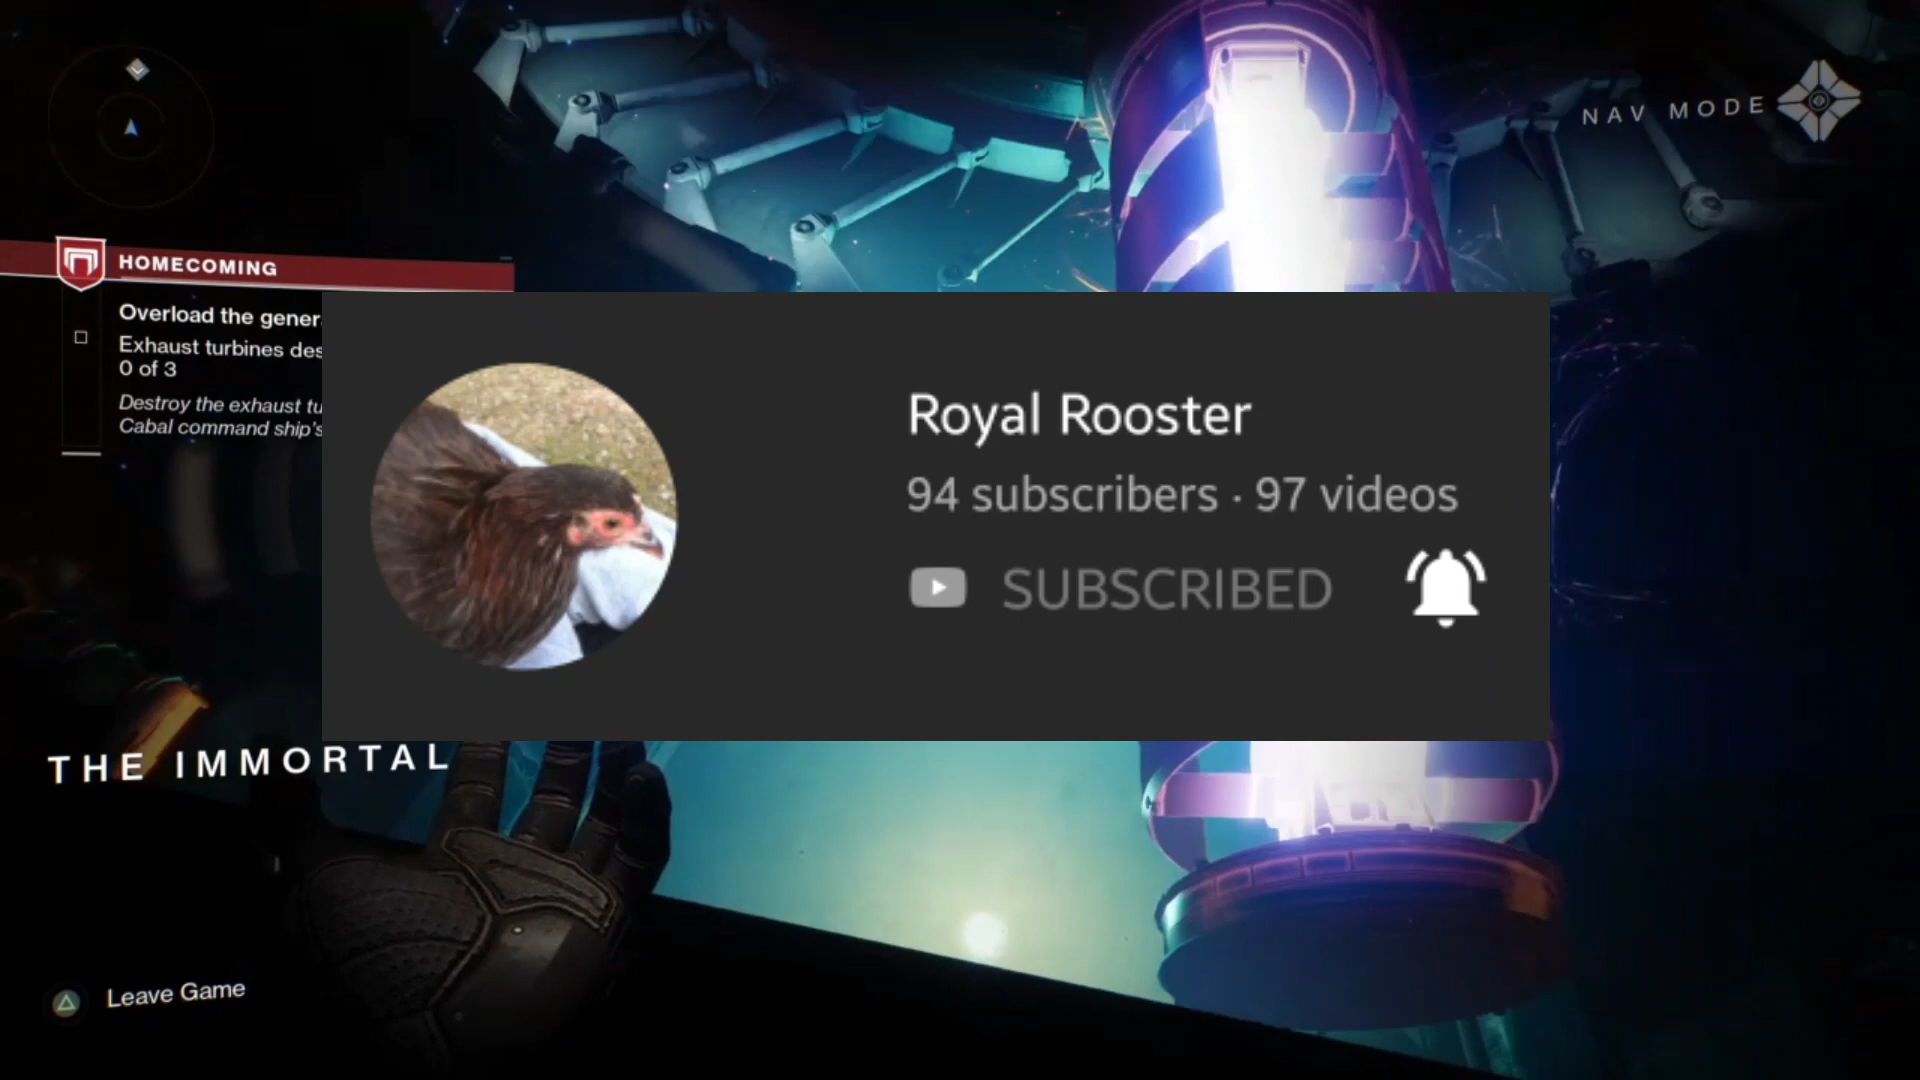 NAV MODE
HOMECOMING
Overload the gener
Exhaust turbines des
0 of 3
Destroy the exhaust tu
Cabal command ship's
Royal Rooster
94 subscribers · 97 videos
SUBSCRIBED
THE IMMORTAL
Leave Game